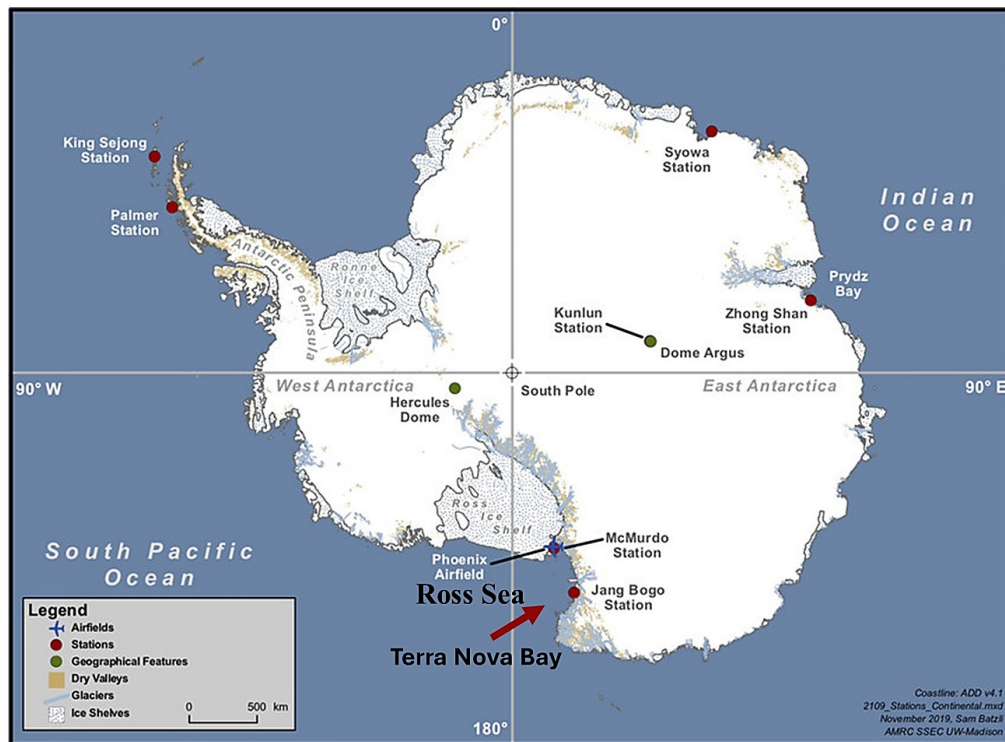 0°
King Sejong
Station
Syowa
Station
Indian
Ocean
Palmer
Station
Antarctic Peninsula
Ronne
Ice
Shelf
Prydz
Bay
Kunlun
Station
Zhong Shan
Station
Dome Argus
90° W
West Antarctica
South Pole
East Antarctica
90° E
Hercules
Dome
Ross
Ice
Shelf
South Pacific
Ocean
Phoenix
Airfield
McMurdo
Station
Ross Sea
Jang Bogo
Station
Terra Nova Bay
Legend
Airfields
Stations
Geographical Features
Dry Valleys
Glaciers
Ice Shelves
0 500 km
180°
Coastline: ADD v4.1
2109_Stations_Continental.mxd
November 2019, Sam Batzli
AMRC SSEC UW-Madison